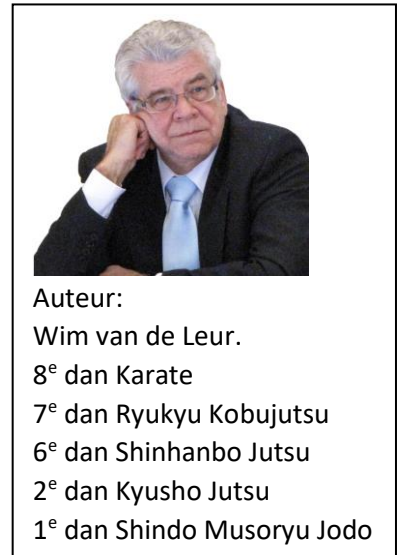 Auteur:
Wim van de Leur.
8ᵉ dan Karate
7ᵉ dan Ryukyu Kobujutsu
6ᵉ dan Shinhanbo Jutsu
2ᵉ dan Kyusho Jutsu
1ᵉ dan Shindo Musoryu Jodo